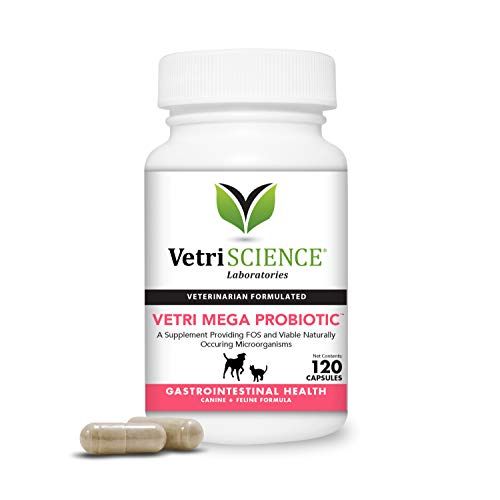 VetriSCIENCE®
Laboratories
VETERINARIAN FORMULATED
VETRI MEGA PROBIOTIC™
A Supplement Providing FOS and Viable Naturally
Occuring Microorganisms
Net Contents:
120
CAPSULES
GASTROINTESTINAL HEALTH
CANINE + FELINE FORMULA